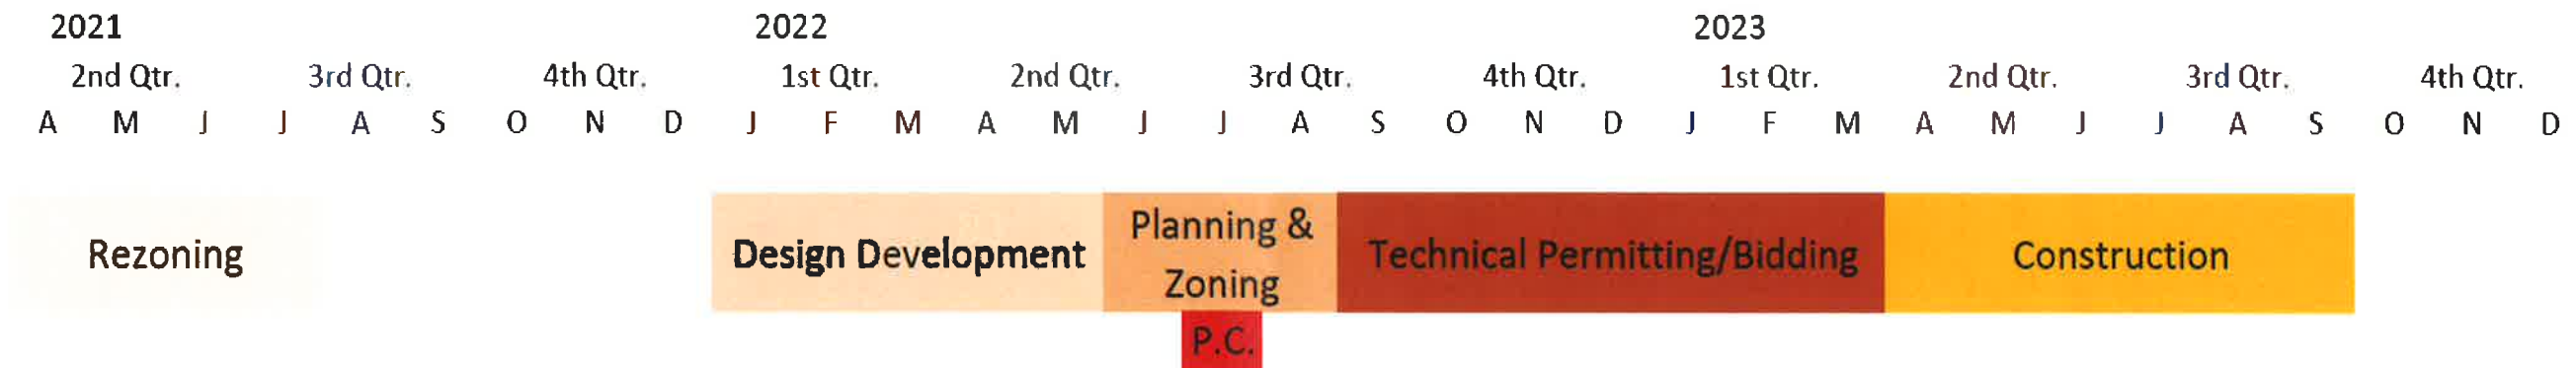 2021 2022 2023
2nd Qtr. 3rd Qtr. 4th Qtr. 1st Qtr. 2nd Qtr. 3rd Qtr. 4th Qtr. 1st Qtr. 2nd Qtr. 3rd Qtr. 4th Qtr.
A M J J A S O N D J F M A M J J A S O N D J F M A M J J A S O N D
Rezoning Design Development Planning & Technical Permitting/Bidding Construction
Zoning
P.C.